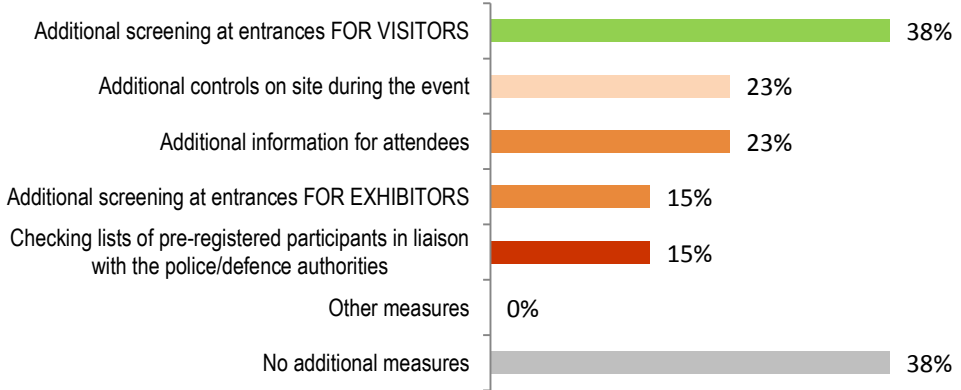 Additional screening at entrances FOR VISITORS
38%
Additional controls on site during the event
23%
Additional information for attendees
23%
Additional screening at entrances FOR EXHIBITORS
15%
Checking lists of pre-registered participants in liaison
with the police/defence authorities
15%
Other measures
0%
No additional measures
38%